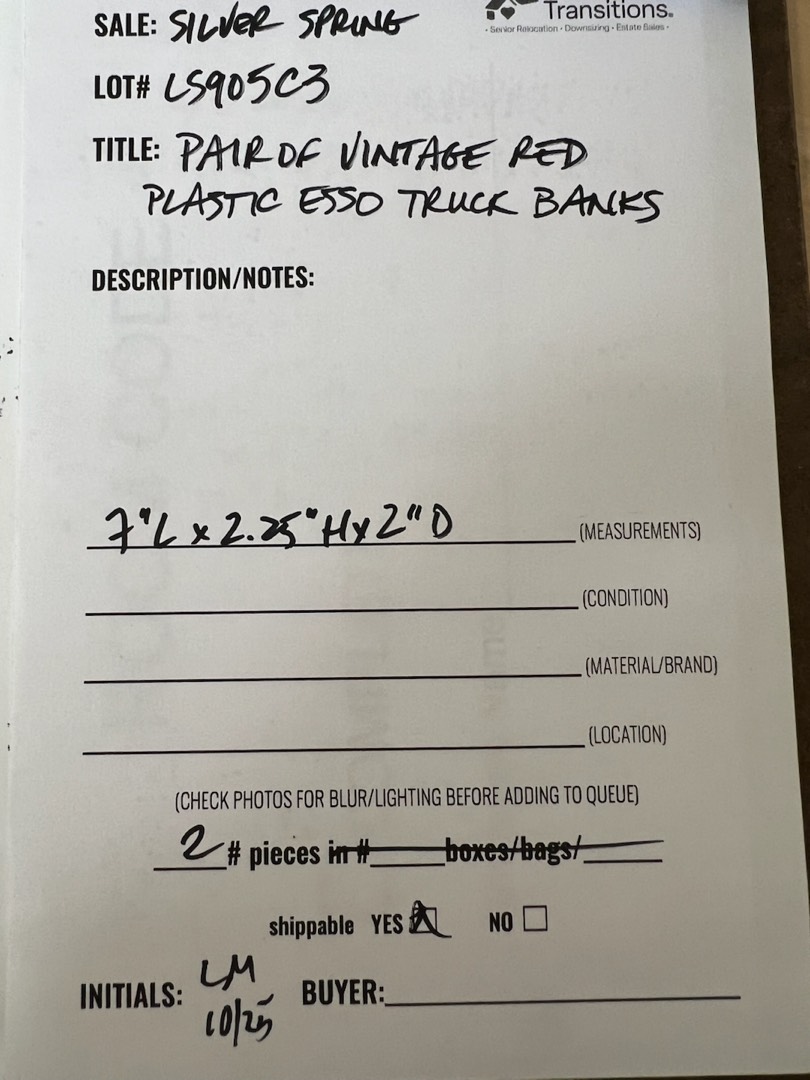 SALE: SILVER SPRING
Transitions.
• Senior Relocation • Downsizing • Estate Sales •
LOT# LS905C3
TITLE: PAIR OF VINTAGE RED
PLASTIC ESSO TRUCK BANKS
DESCRIPTION/NOTES:
7"L x 2.25"H x 2"D (MEASUREMENTS)
(CONDITION)
(MATERIAL/BRAND)
(LOCATION)
(CHECK PHOTOS FOR BLUR/LIGHTING BEFORE ADDING TO QUEUE)
2 # pieces in #____boxes/bags/____
shippable YES NO
INITIALS: LM BUYER:
10/25